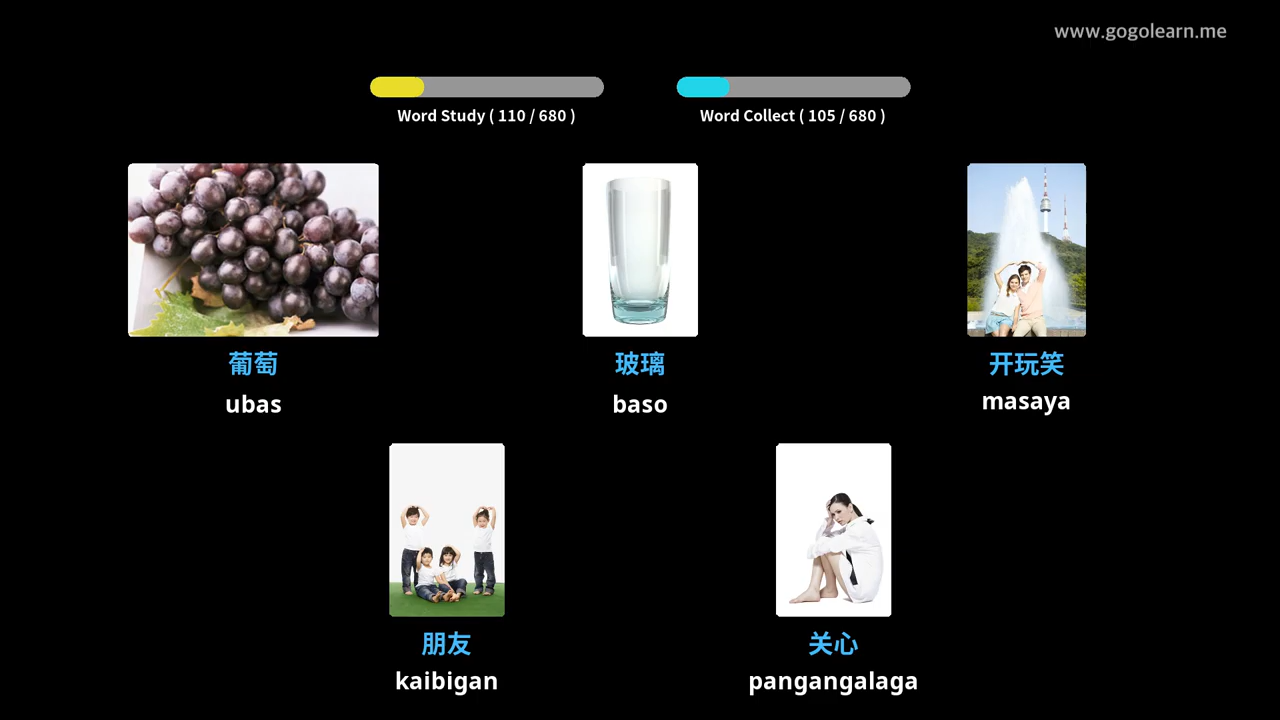 www.gogolearn.me
Word Study ( 110 / 680 )
Word Collect ( 105 / 680 )
葡萄
ubas
玻璃
baso
开玩笑
masaya
朋友
kaibigan
关心
pangangalaga